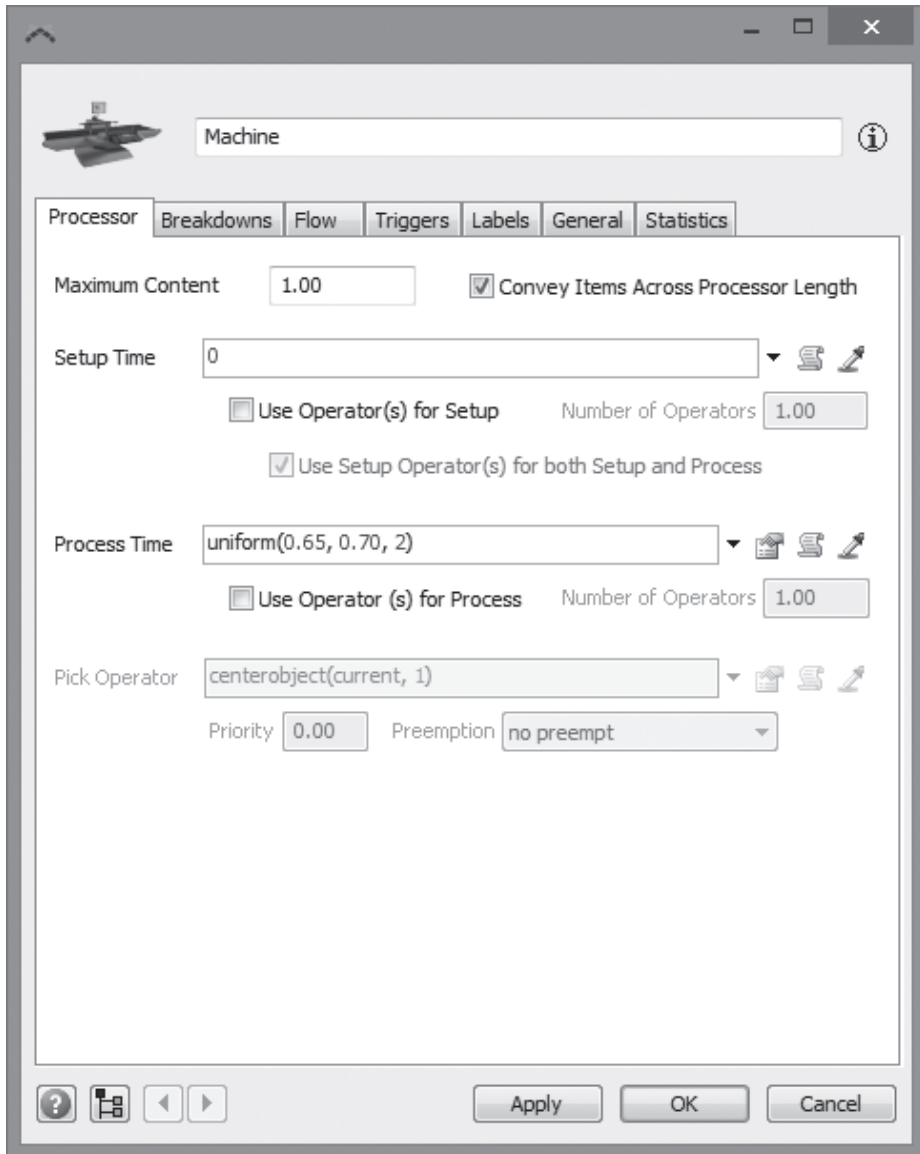 Machine
Processor Breakdowns Flow Triggers Labels General Statistics
Maximum Content 1.00 Convey Items Across Processor Length
Setup Time 0
Use Operator(s) for Setup Number of Operators 1.00
Use Setup Operator(s) for both Setup and Process
Process Time uniform(0.65, 0.70, 2)
Use Operator (s) for Process Number of Operators 1.00
Pick Operator centerobject(current, 1)
Priority 0.00 Preemption no preempt
Apply OK Cancel